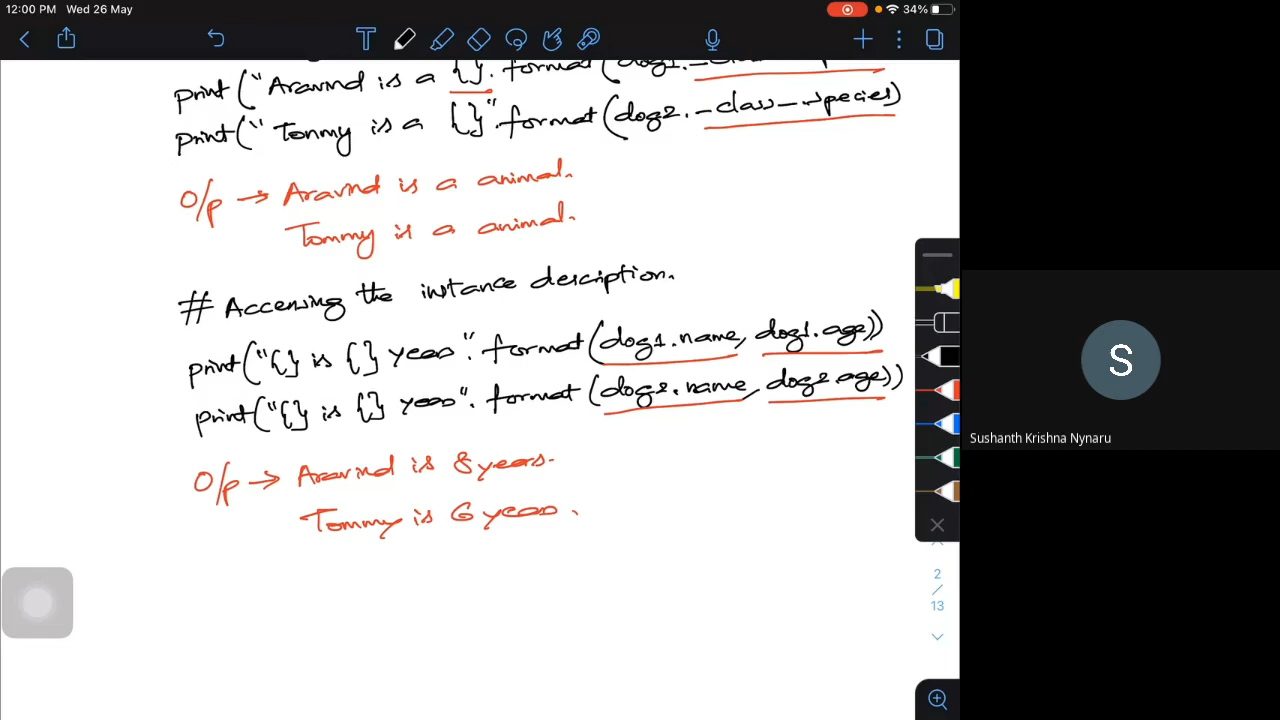 12:00 PM Wed 26 May
34%
print("Aravind is a {}. format(dog1.
print("Tommy is a {}".format(dog2.-class-.species)
O/p → Aravind is a animal.
Tommy is a animal.
# Accessing the instance description.
print("{} is {} years". format(dog1.name, dog1.age))
print("{} is {} years". format(dog2.name, dog2.age))
O/p → Aravind is 8 years.
Tommy is 6 years.
2
/
13
S
Sushanth Krishna Nynaru